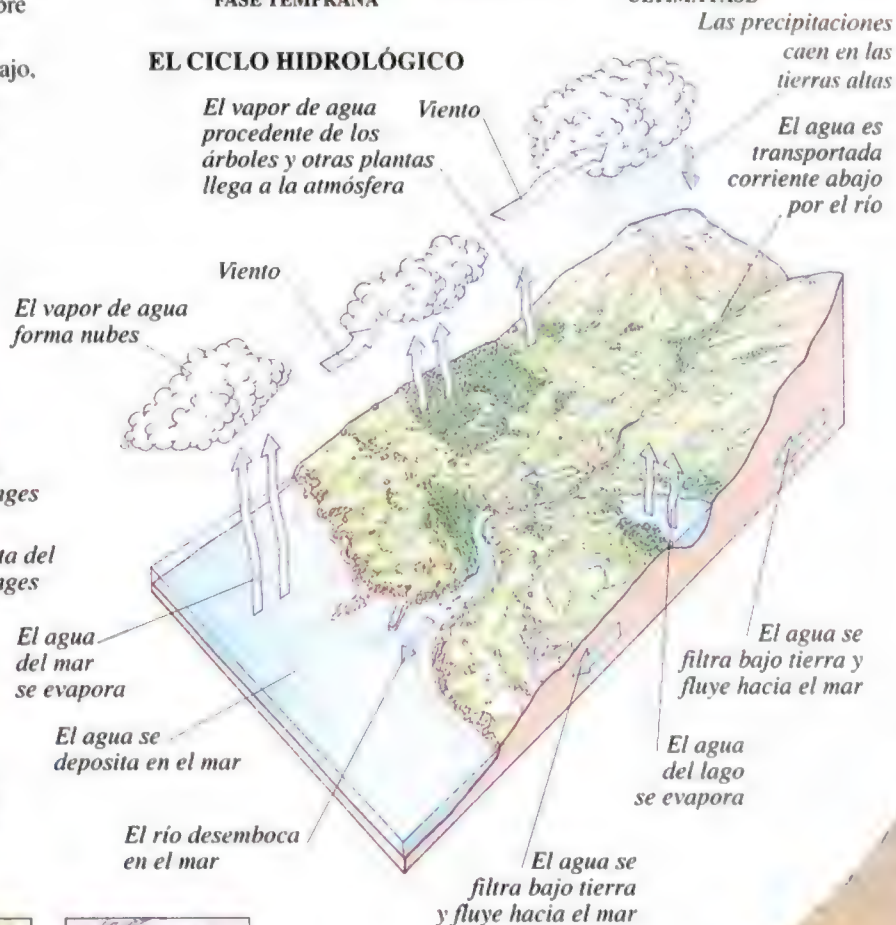 FASE TEMPRANA
Las precipitaciones
caen en las
tierras altas
EL CICLO HIDROLÓGICO
El vapor de agua
procedente de los
árboles y otras plantas
llega a la atmósfera
Viento
El agua es
transportada
corriente abajo
por el río
Viento
El vapor de agua
forma nubes
El agua
del mar
se evapora
El agua se
deposita en el mar
El río desemboca
en el mar
El agua se
filtra bajo tierra
y fluye hacia el mar
El agua
del lago
se evapora
El agua se
filtra bajo tierra y
fluye hacia el mar